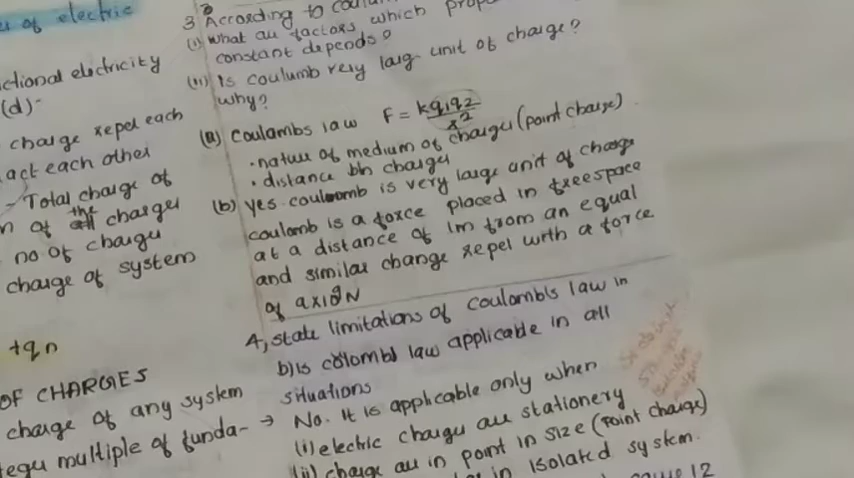 of electric
ctional electricity
(d)-
charge repel each
act each other
- Total charge of
n of the charges
no of charges
charge of system
+qn
OF CHARGES
charge of any system
tegu multiple of funda-
3 According to
(i) what are factors which
constant depends?
(ii) Is coulumb very larg unit of charge?
why?
(a) coulambs law F = kq1q2/r2
• nature of medium of charges (point charge)
• distance b/n charges
(b) yes coulomb is very large unit of charge
coulomb is a force placed in freespace
at a distance of 1m from an equal
and similar change repel with a force
of 9x10⁹N
4, state limitations of coulombs law in
b) is colombs law applicable in all
situations
→ No. It is applicable only when
(i) electric charges are stationery
(ii) charge are in point in size (point charge)
in isolated system.
12